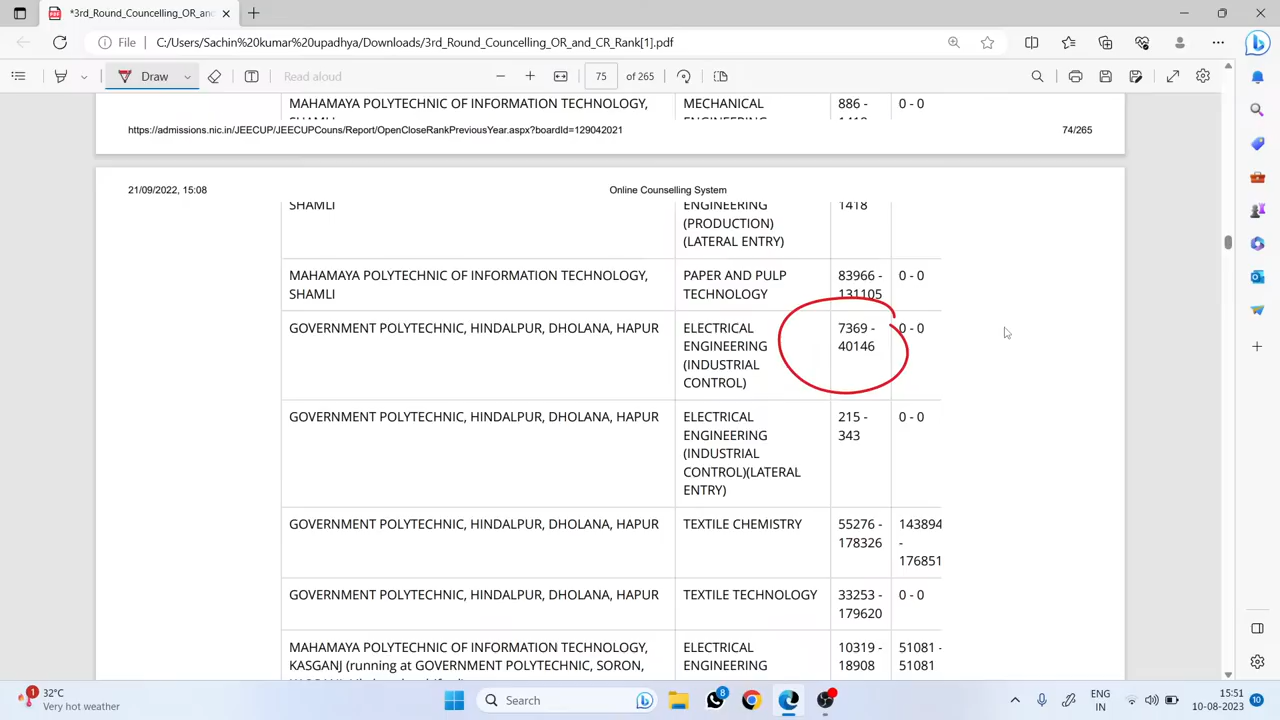 *3rd_Round_Councelling_OR_and
File
C:/Users/Sachin%20kumar%20upadhya/Downloads/3rd_Round_Councelling_OR_and_CR_Rank[1].pdf
Draw
Read aloud
75
of 265
MAHAMAYA POLYTECHNIC OF INFORMATION TECHNOLOGY,
MECHANICAL
886 -
0 - 0
https://admissions.nic.in/JEECUP/JEECUPCouns/Report/OpenCloseRankPreviousYear.aspx?boardId=129042021
74/265
21/09/2022, 15:08
Online Counselling System
SHAMLI
ENGINEERING
(PRODUCTION)
(LATERAL ENTRY)
1418
MAHAMAYA POLYTECHNIC OF INFORMATION TECHNOLOGY,
SHAMLI
PAPER AND PULP
TECHNOLOGY
83966 -
131105
0 - 0
GOVERNMENT POLYTECHNIC, HINDALPUR, DHOLANA, HAPUR
ELECTRICAL
ENGINEERING
(INDUSTRIAL
CONTROL)
7369 -
40146
0 - 0
GOVERNMENT POLYTECHNIC, HINDALPUR, DHOLANA, HAPUR
ELECTRICAL
ENGINEERING
(INDUSTRIAL
CONTROL)(LATERAL
ENTRY)
215 -
343
0 - 0
GOVERNMENT POLYTECHNIC, HINDALPUR, DHOLANA, HAPUR
TEXTILE CHEMISTRY
55276 -
178326
143894
-
176851
GOVERNMENT POLYTECHNIC, HINDALPUR, DHOLANA, HAPUR
TEXTILE TECHNOLOGY
33253 -
179620
0 - 0
MAHAMAYA POLYTECHNIC OF INFORMATION TECHNOLOGY,
KASGANJ (running at GOVERNMENT POLYTECHNIC, SORON,
ELECTRICAL
ENGINEERING
10319 -
18908
51081 -
51081
1
32°C
Very hot weather
Search
8
ENG
IN
15:51
10-08-2023
10